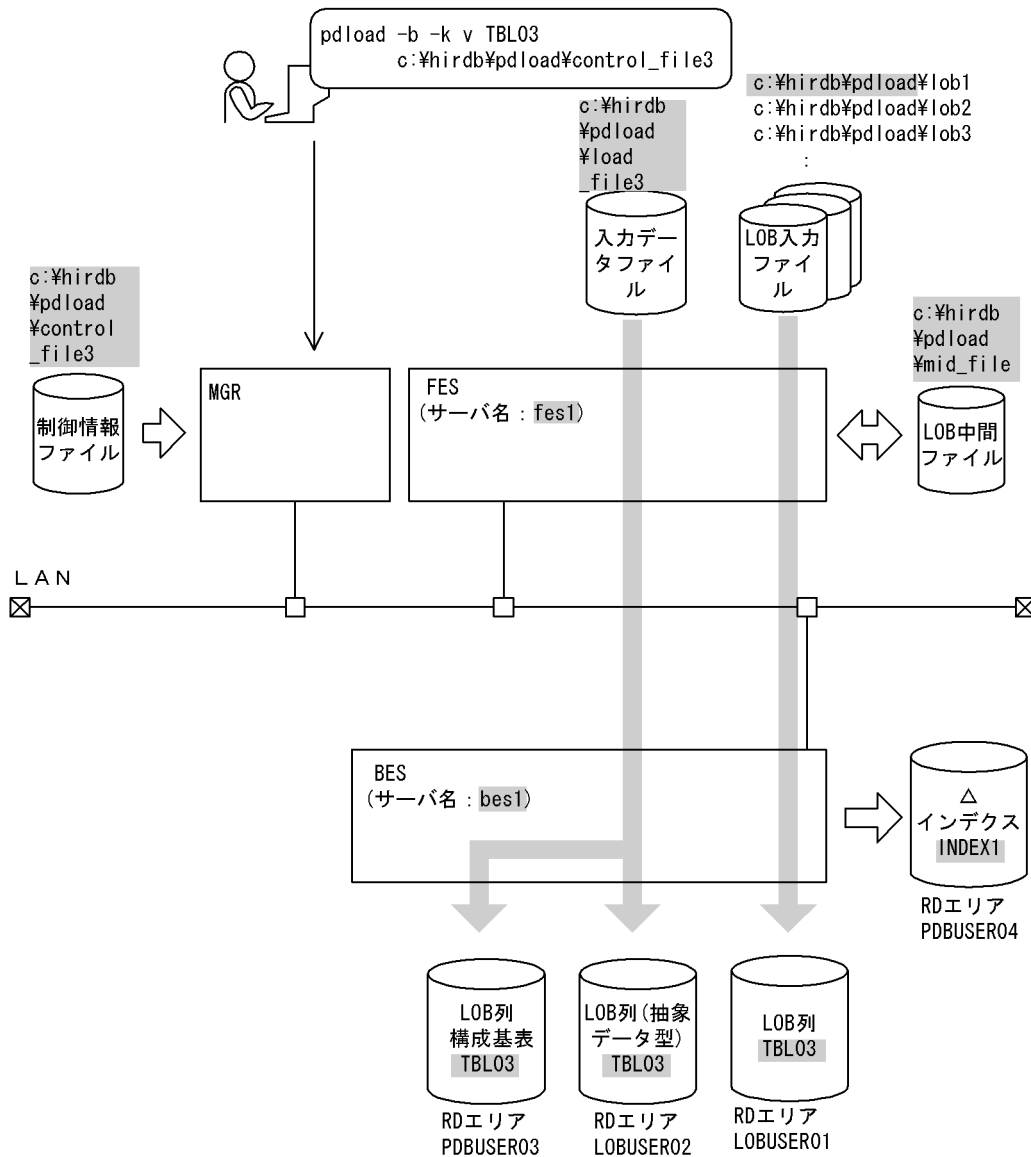 pdload -b -k v TBL03
c:¥hirdb¥pdload¥control_file3
c:¥hirdb
¥pdload
¥load
_file3
c:¥hirdb¥pdload¥lob1
c:¥hirdb¥pdload¥lob2
c:¥hirdb¥pdload¥lob3
:
入力デー
タファイ
ル
LOB入力
ファイ
ル
c:¥hirdb
¥pdload
¥control
_file3
c:¥hirdb
¥pdload
¥mid_file
制御情報
ファイル
MGR
FES
(サーバ名：fes1)
LOB中間
ファイル
ＬＡＮ
BES
(サーバ名：bes1)
△
インデクス
INDEX1
RDエリア
PDBUSER04
LOB列
構成基表
TBL03
LOB列(抽象
データ型)
TBL03
LOB列
TBL03
RDエリア
PDBUSER03
RDエリア
LOBUSER02
RDエリア
LOBUSER01